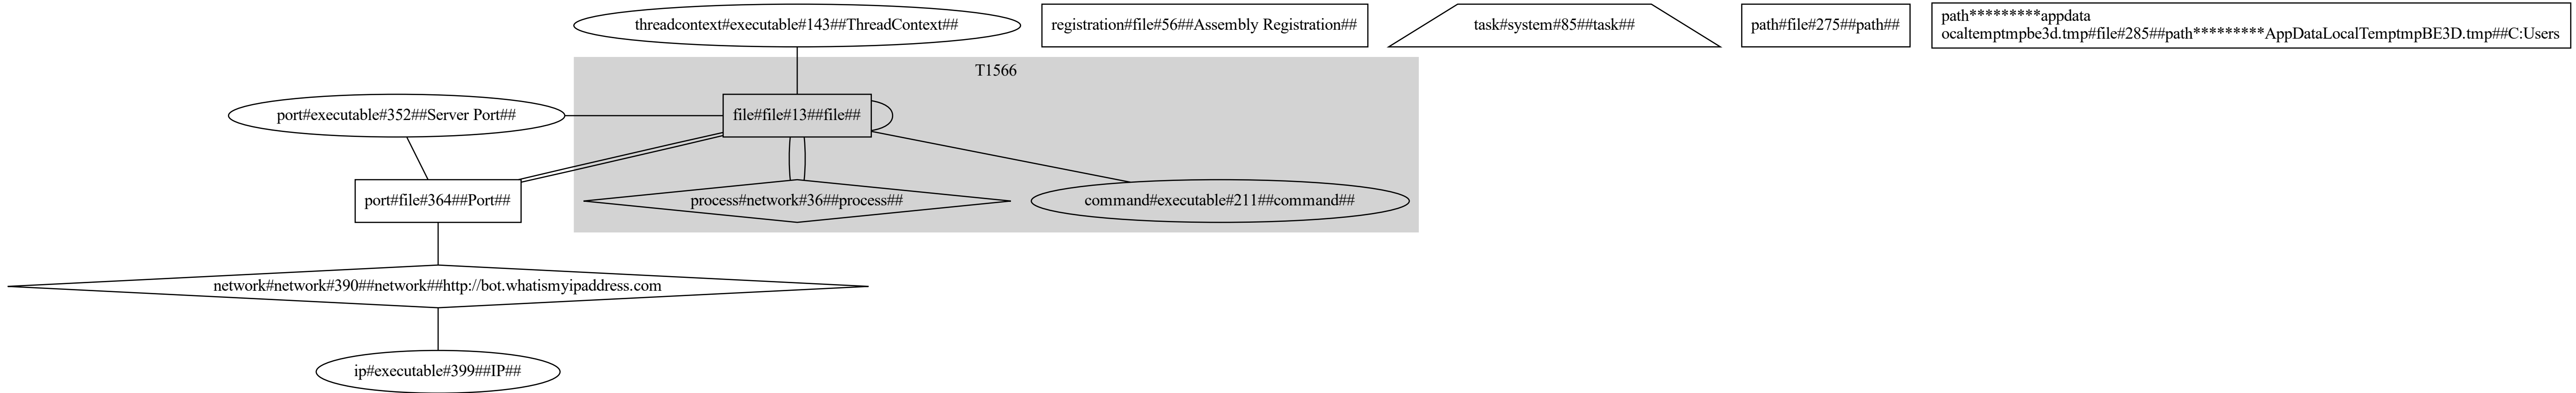 threadcontext#executable#143##ThreadContext##
registration#file#56##Assembly Registration##
task#system#85##task##
path#file#275##path##
path*********appdata
ocaltemptmpbe3d.tmp#file#285##path*********AppDataLocalTemptmpBE3D.tmp##C:Users
T1566
port#executable#352##Server Port##
file#file#13##file##
port#file#364##Port##
process#network#36##process##
command#executable#211##command##
network#network#390##network##http://bot.whatismyipaddress.com
ip#executable#399##IP##